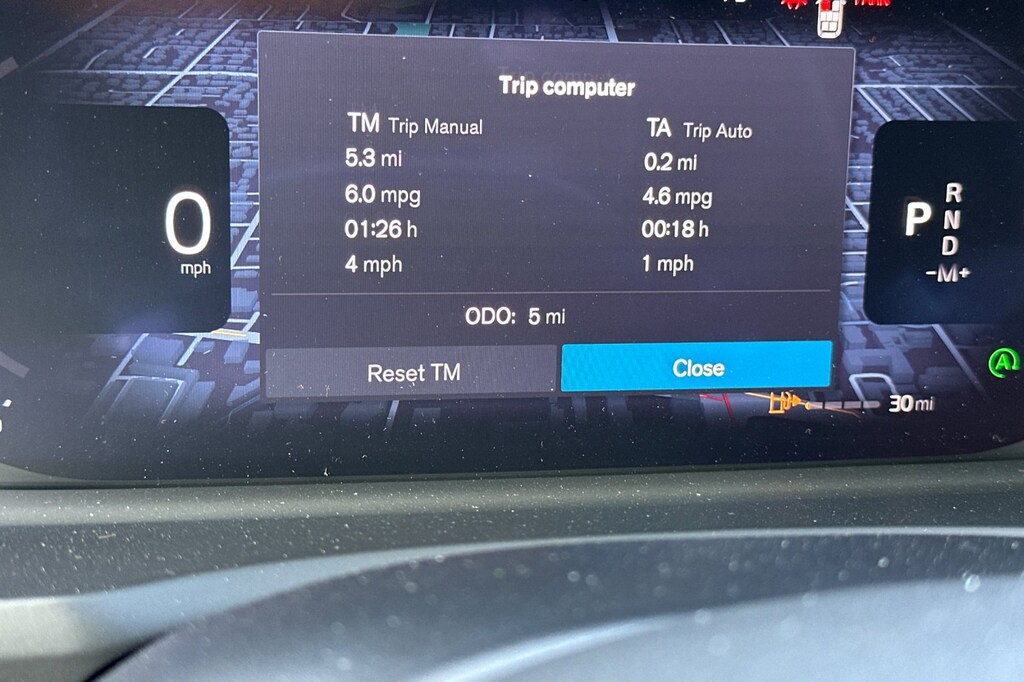 PARK
Trip computer
TM Trip Manual
TA Trip Auto
5.3 mi
0.2 mi
6.0 mpg
4.6 mpg
01:26 h
00:18 h
4 mph
1 mph
ODO: 5 mi
Reset TM
Close
0
mph
P
R
N
D
-M+
A
30 mi